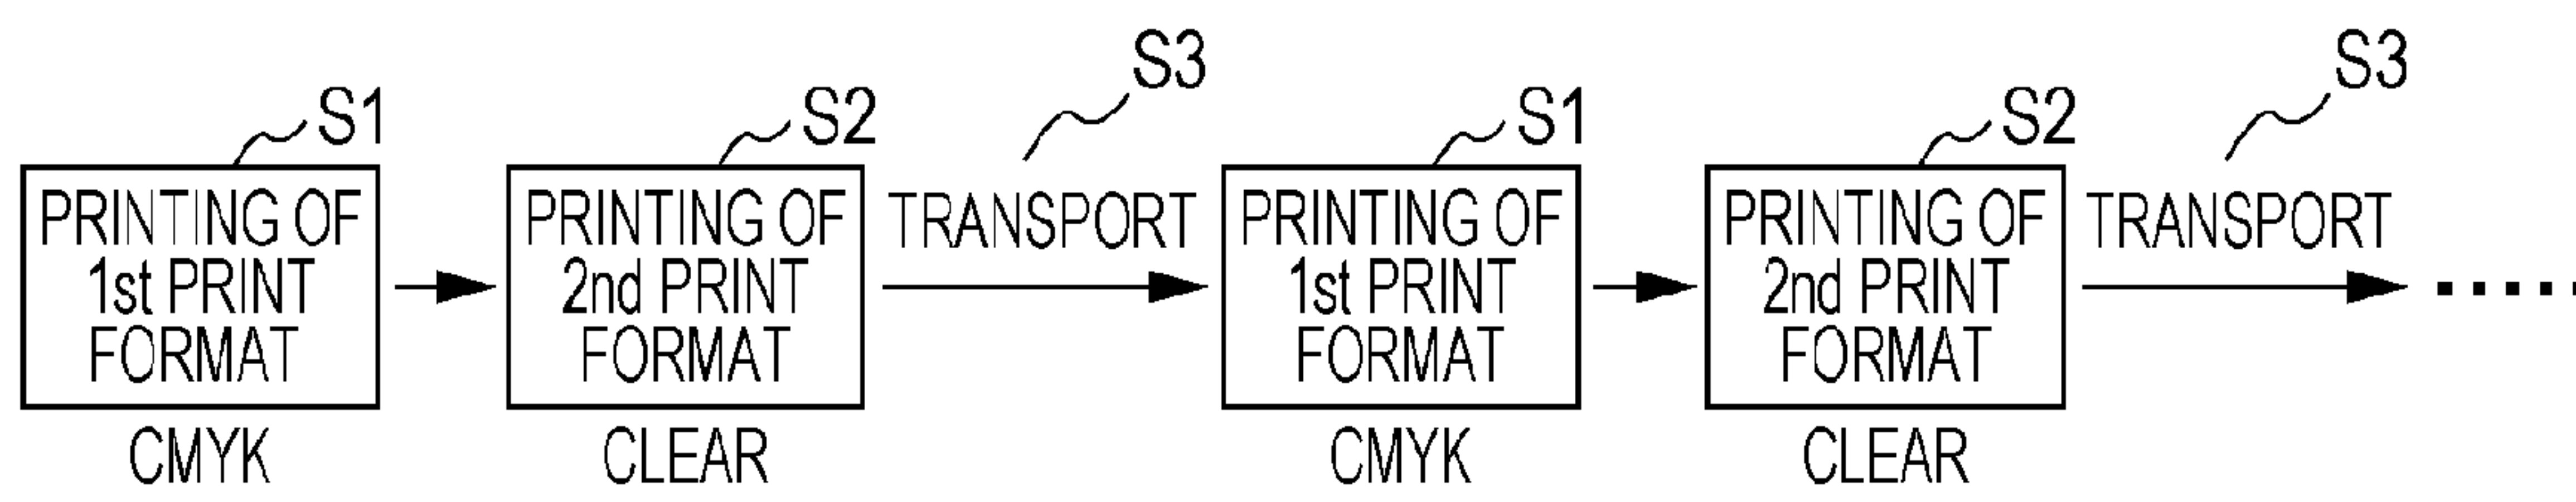 S1
PRINTING OF
1st PRINT
FORMAT
CMYK
S2
PRINTING OF
2nd PRINT
FORMAT
CLEAR
S3
TRANSPORT
S1
PRINTING OF
1st PRINT
FORMAT
CMYK
S2
PRINTING OF
2nd PRINT
FORMAT
CLEAR
S3
TRANSPORT